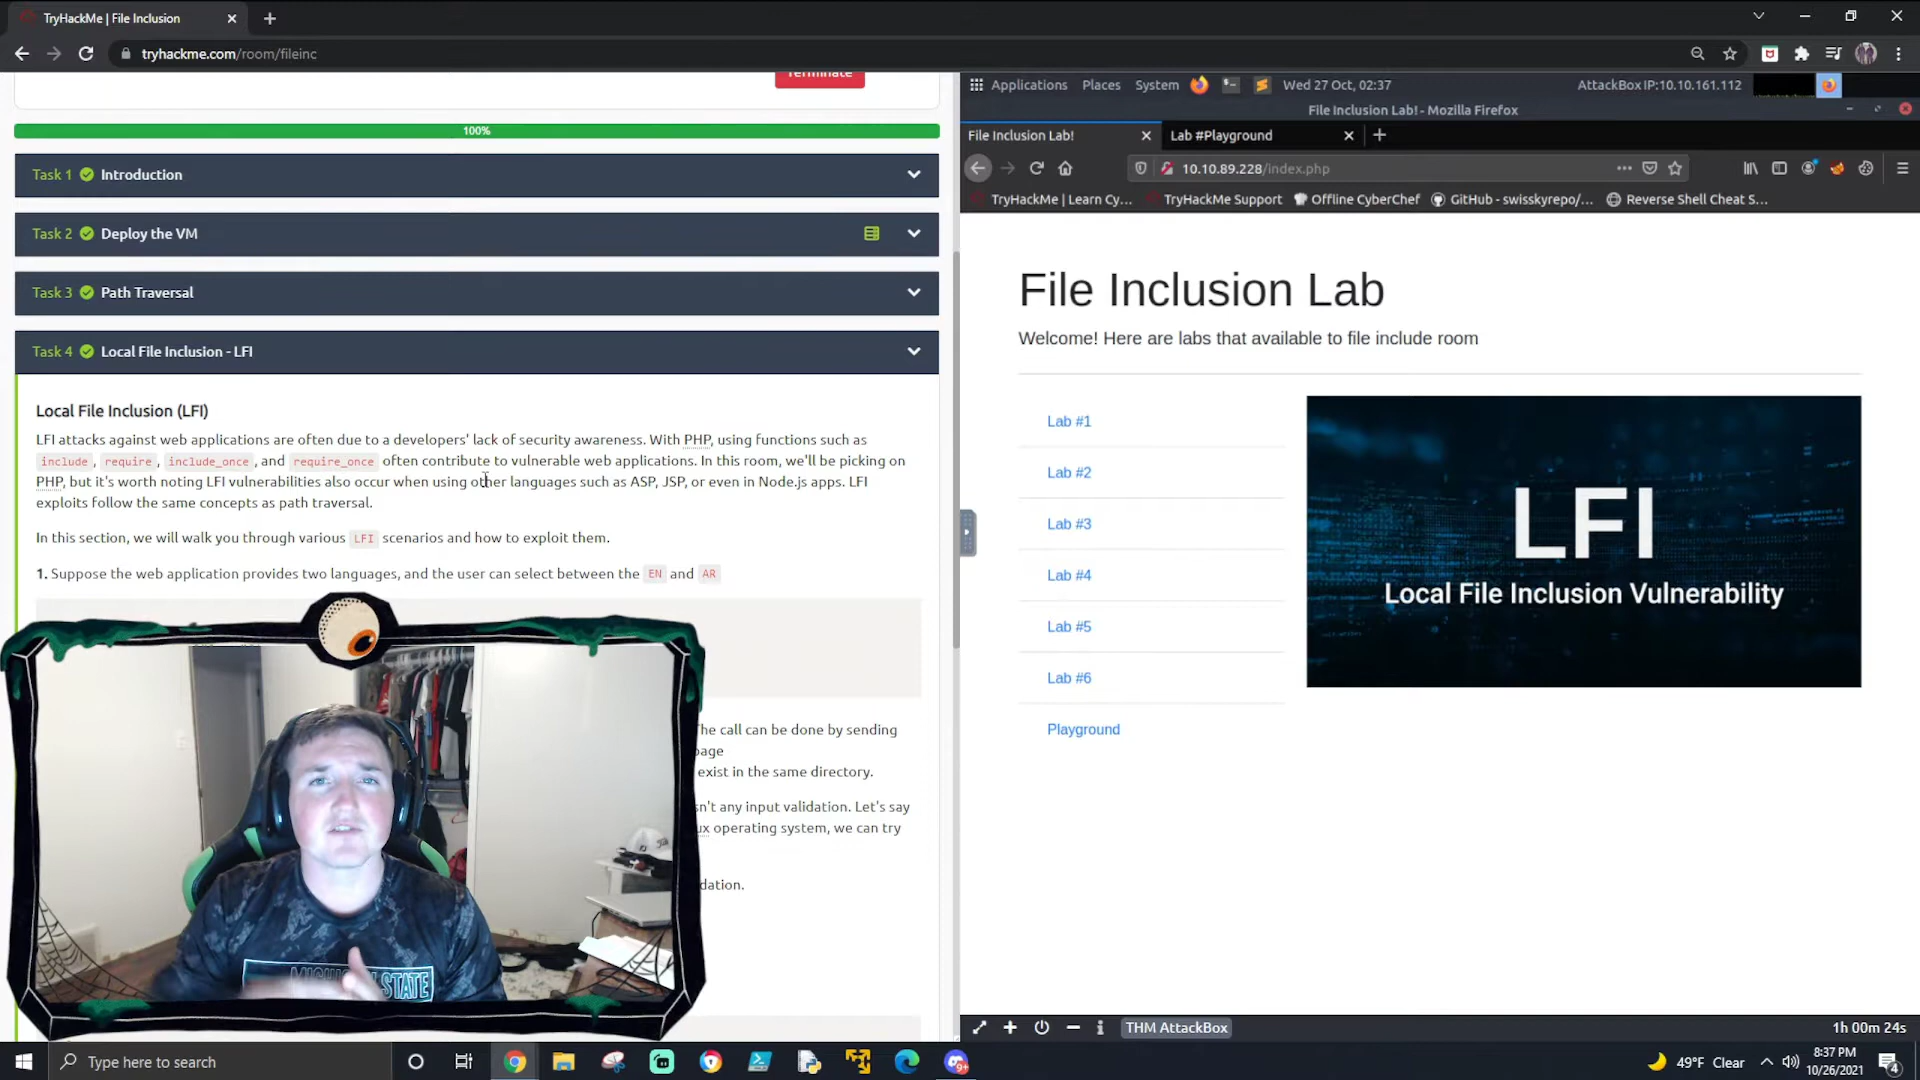 TryHackMe | File Inclusion
tryhackme.com/room/fileinc
Terminate
100%
Task 1 Introduction
Task 2 Deploy the VM
Task 3 Path Traversal
Task 4 Local File Inclusion - LFI
Local File Inclusion (LFI)
LFI attacks against web applications are often due to a developers' lack of security awareness. With PHP, using functions such as
include, require, include_once, and require_once often contribute to vulnerable web applications. In this room, we'll be picking on
PHP, but it's worth noting LFI vulnerabilities also occur when using other languages such as ASP, JSP, or even in Node.js apps. LFI
exploits follow the same concepts as path traversal.
In this section, we will walk you through various LFI scenarios and how to exploit them.
1. Suppose the web application provides two languages, and the user can select between the EN and AR
call can be done by sending
exist in the same directory.
any input validation. Let's say
operating system, we can try
MICHIGAN STATE
Applications Places System Wed 27 Oct, 02:37 AttackBox IP:10.10.161.112
File Inclusion Lab! - Mozilla Firefox
File Inclusion Lab! Lab #Playground
10.10.89.228/index.php
TryHackMe | Learn Cy... TryHackMe Support Offline CyberChef GitHub - swisskyrepo/... Reverse Shell Cheat S...
File Inclusion Lab
Welcome! Here are labs that available to file include room
Lab #1
Lab #2
Lab #3
Lab #4
Lab #5
Lab #6
Playground
LFI
Local File Inclusion Vulnerability
THM AttackBox
1h 00m 24s
Type here to search
9+
49°F Clear
8:37 PM
10/26/2021
4